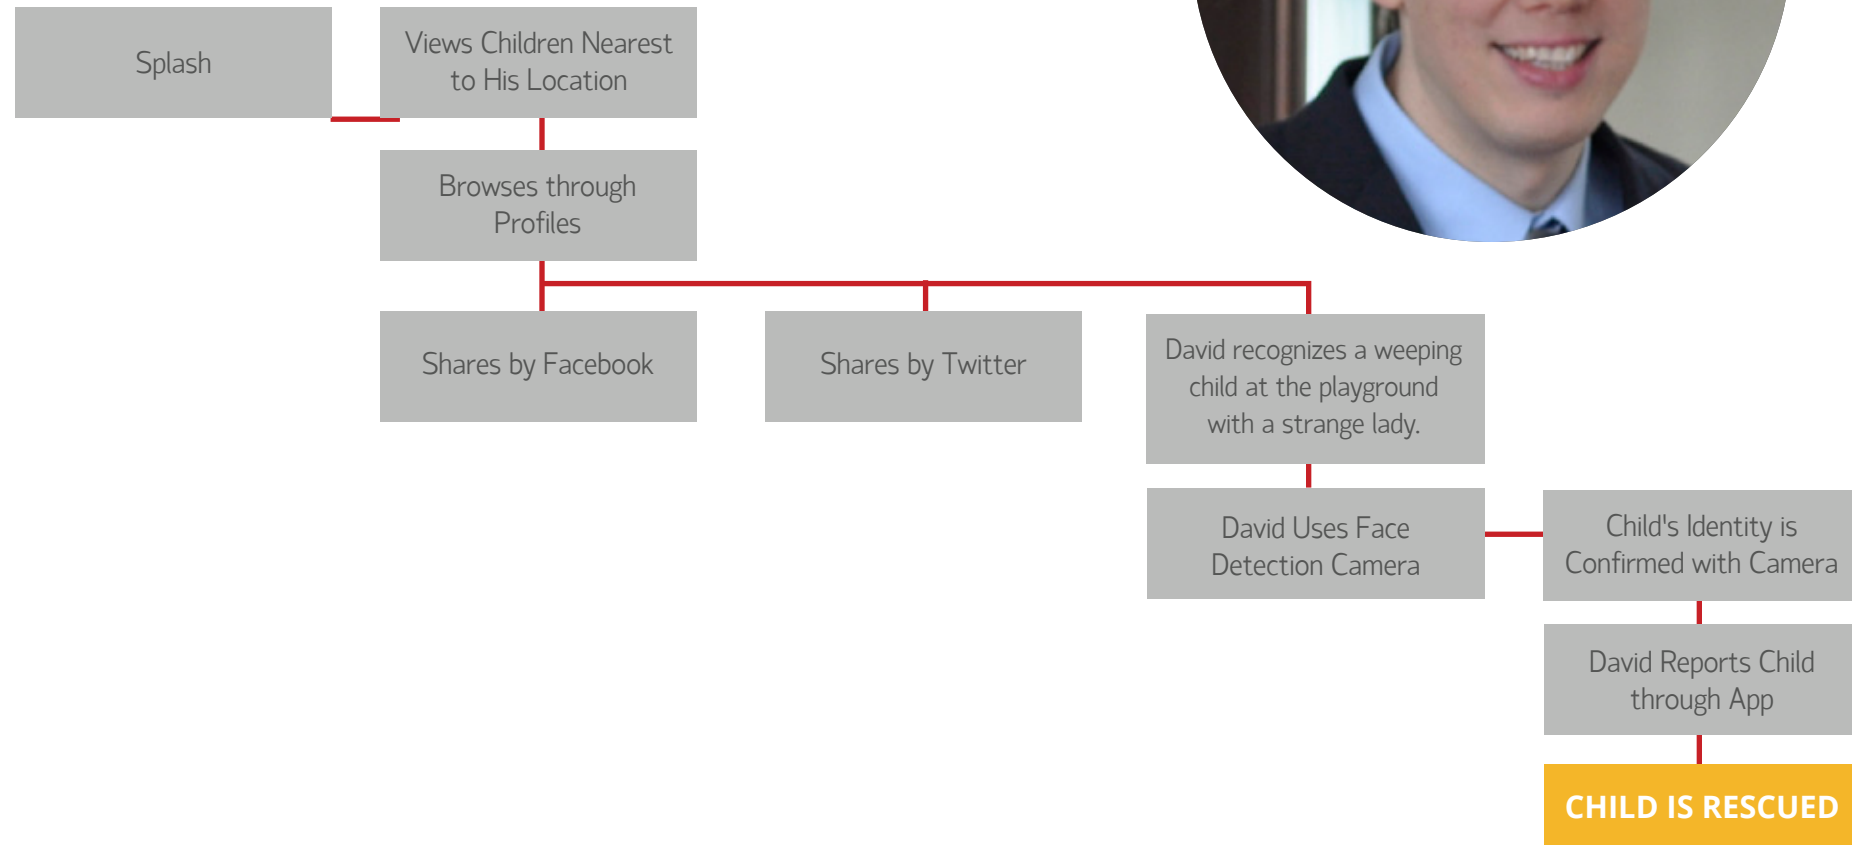 Splash
Views Children Nearest
to His Location
Browses through
Profiles
Shares by Facebook
Shares by Twitter
David recognizes a weeping
child at the playground
with a strange lady.
David Uses Face
Detection Camera
Child's Identity is
Confirmed with Camera
David Reports Child
through App
CHILD IS RESCUED